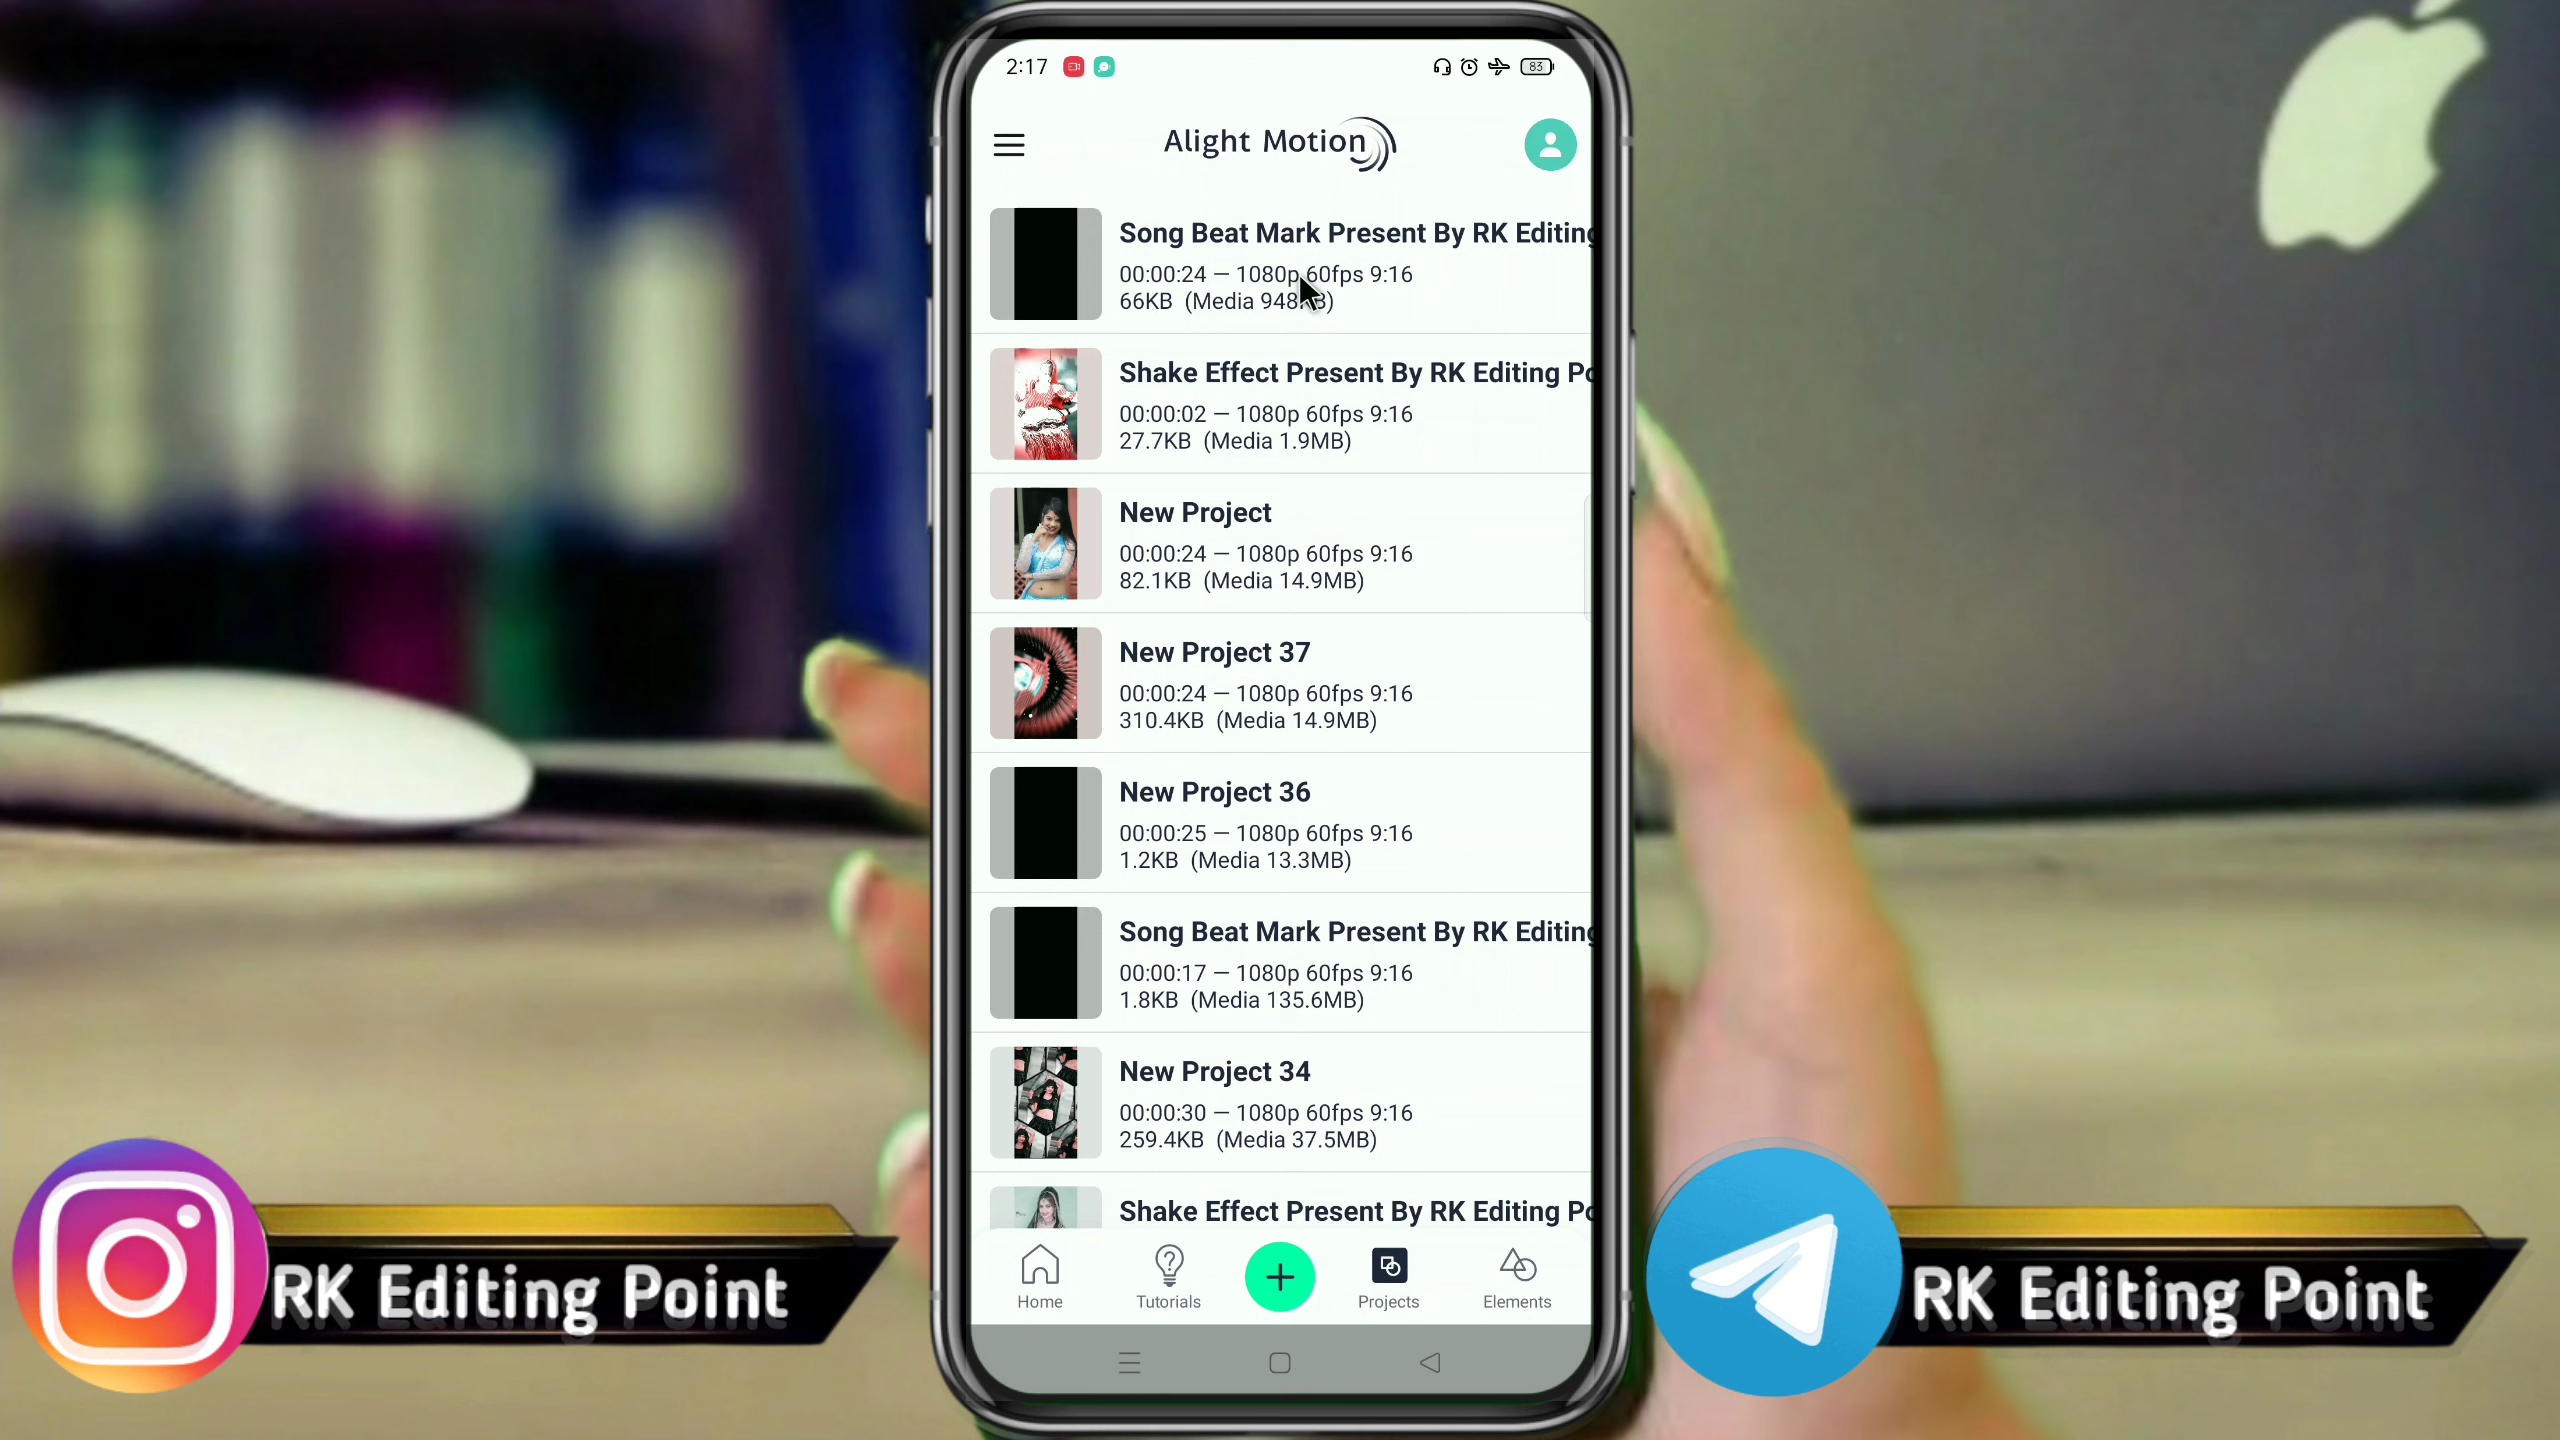 2:17
83
Alight Motion
Song Beat Mark Present By RK Editing
00:00:24 — 1080p 60fps 9:16
66KB (Media
Shake Effect Present By RK Editing
00:00:02 — 1080p 60fps 9:16
27.7KB (Media 1.9MB)
New Project
00:00:24 — 1080p 60fps 9:16
82.1KB (Media 14.9MB)
New Project 37
00:00:24 — 1080p 60fps 9:16
310.4KB (Media 14.9MB)
New Project 36
00:00:25 — 1080p 60fps 9:16
1.2KB (Media 13.3MB)
Song Beat Mark Present By RK Editing
00:00:17 — 1080p 60fps 9:16
1.8KB (Media 135.6MB)
New Project 34
00:00:30 — 1080p 60fps 9:16
259.4KB (Media 37.5MB)
Shake Effect Present By RK Editing
Home
Tutorials
Projects
Elements
RK Editing Point
RK Editing Point